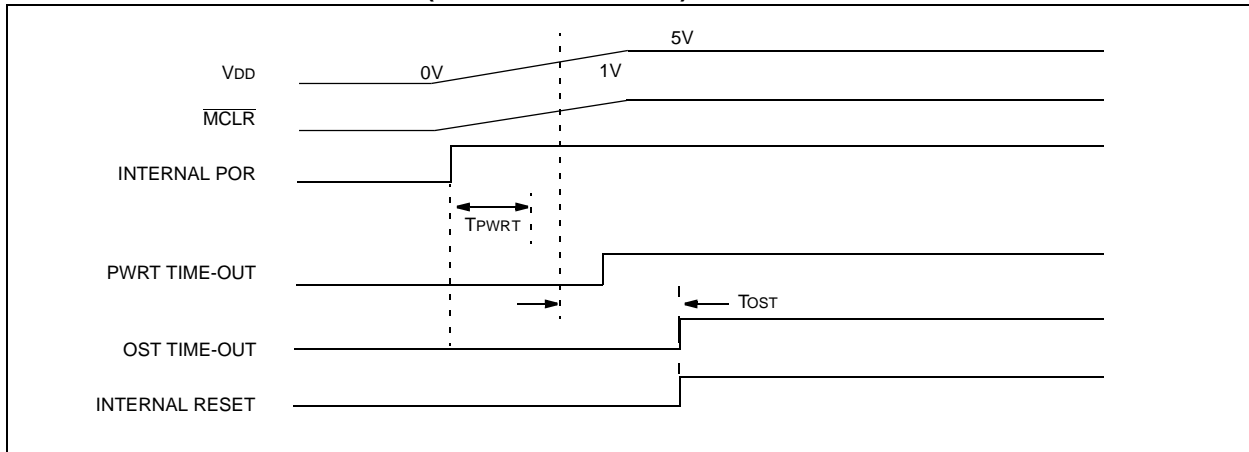 5V
VDD 0V 1V
MCLR
INTERNAL POR
TPWRT
PWRT TIME-OUT
TOST
OST TIME-OUT
INTERNAL RESET